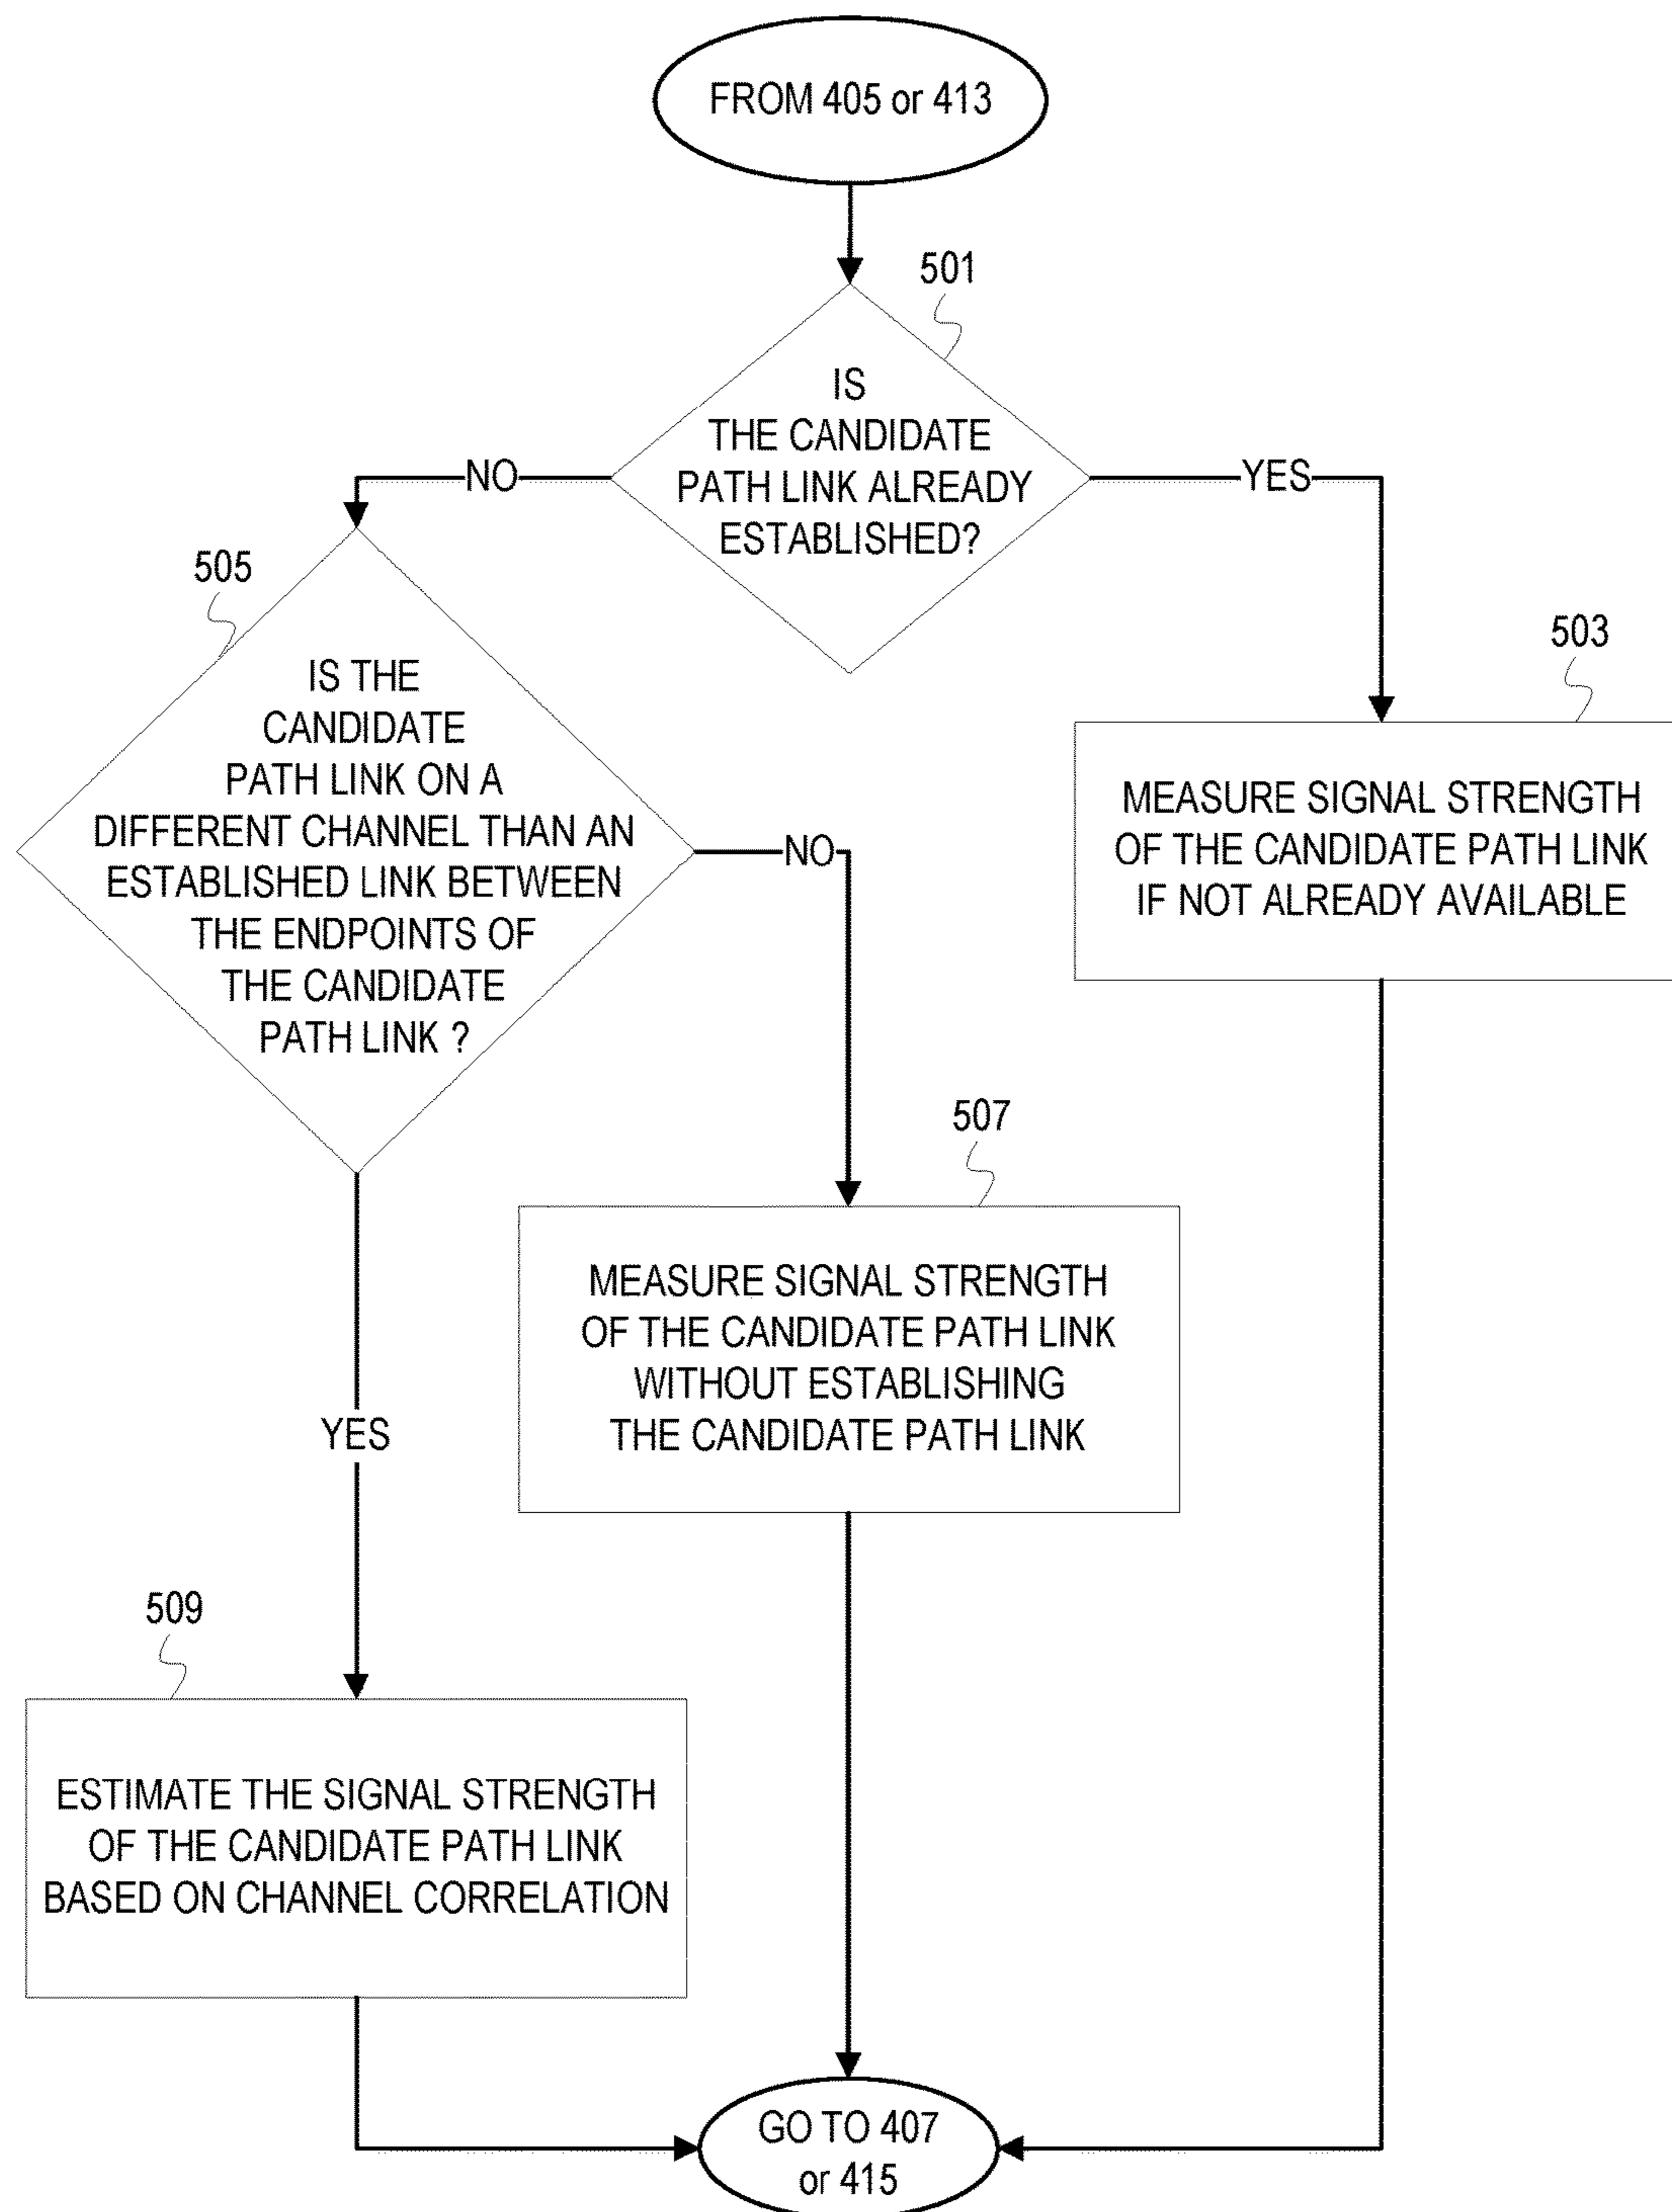 FROM 405 or 413
501
IS
THE CANDIDATE
PATH LINK ALREADY
ESTABLISHED?
NO
YES
505
IS THE
CANDIDATE
PATH LINK ON A
DIFFERENT CHANNEL THAN AN
ESTABLISHED LINK BETWEEN
THE ENDPOINTS OF
THE CANDIDATE
PATH LINK ?
503
MEASURE SIGNAL STRENGTH
OF THE CANDIDATE PATH LINK
IF NOT ALREADY AVAILABLE
NO
507
MEASURE SIGNAL STRENGTH
OF THE CANDIDATE PATH LINK
WITHOUT ESTABLISHING
THE CANDIDATE PATH LINK
YES
509
ESTIMATE THE SIGNAL STRENGTH
OF THE CANDIDATE PATH LINK
BASED ON CHANNEL CORRELATION
GO TO 407
or 415